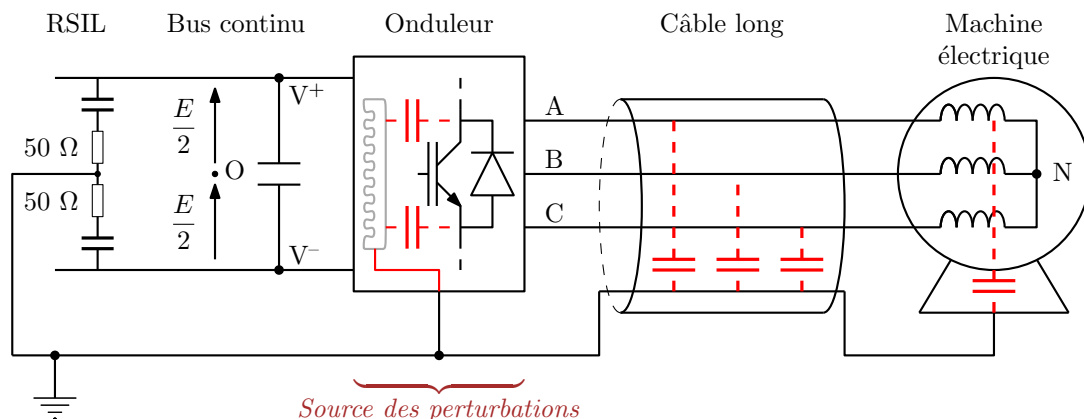 RSIL
Bus continu
Onduleur
Câble long
Machine
électrique
50 Ω
50 Ω
E
2
E
2
O
V⁺
V⁻
A
B
C
N
Source des perturbations